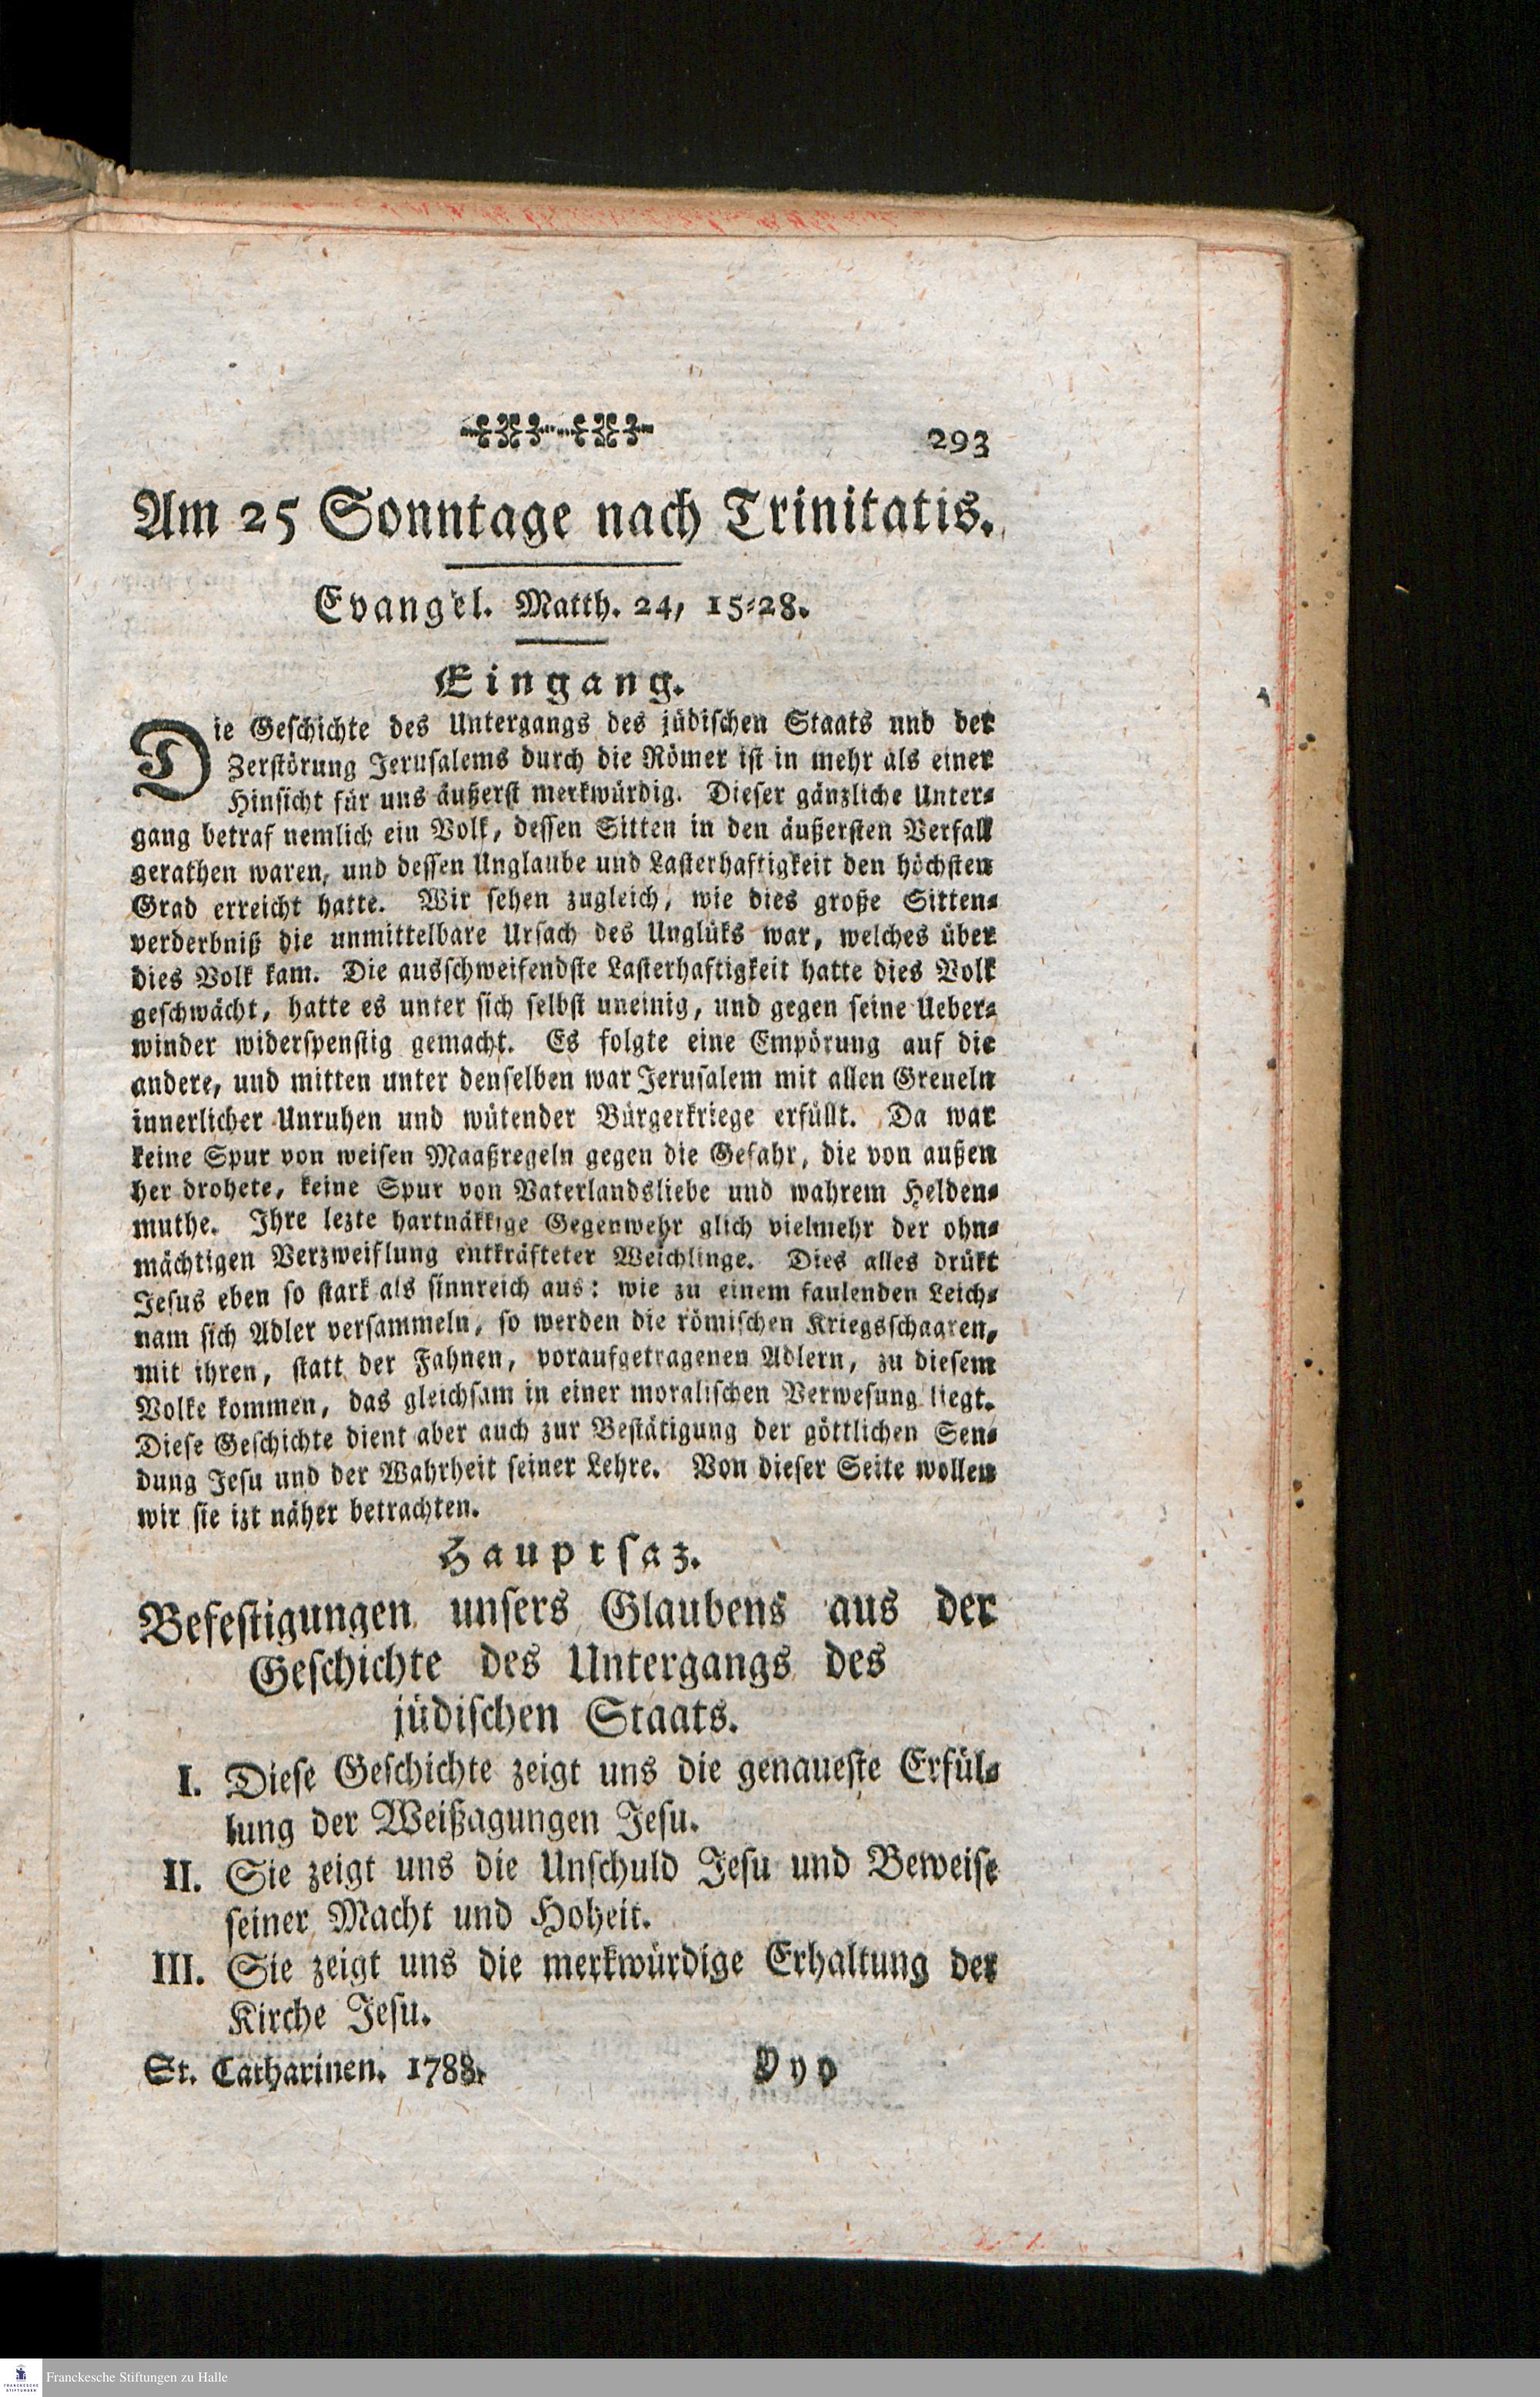 293
Am 25 Sonntage nach Trinitatis.
Evangel. Matth. 24, 15-28.
Eingang.
Die Geschichte des Untergangs des jüdischen Staats und der
Zerstörung Jerusalems durch die Römer ist in mehr als einer
Hinsicht für uns äußerst merkwürdig. Dieser gänzliche Unter-
gang betraf nemlich ein Volk, dessen Sitten in den äußersten Verfall
gerathen waren, und dessen Unglaube und Lasterhaftigkeit den höchsten
Grad erreicht hatte. Wir sehen zugleich, wie dies große Sitten-
verderbniß die unmittelbare Ursach des Unglüks war, welches über
dies Volk kam. Die ausschweifendste Lasterhaftigkeit hatte dies Volk
geschwächt, hatte es unter sich selbst uneinig, und gegen seine Ueber-
winder widerspenstig gemacht. Es folgte eine Empörung auf die
andere, und mitten unter denselben war Jerusalem mit allen Greueln
innerlicher Unruhen und wütender Bürgerkriege erfüllt. Da war
keine Spur von weisen Maaßregeln gegen die Gefahr, die von außen
her drohete, keine Spur von Vaterlandsliebe und wahrem Helden-
muthe. Ihre lezte hartnäkkige Gegenwehr glich vielmehr der ohn-
mächtigen Verzweiflung entkräfteter Weichlinge. Dies alles drükt
Jesus eben so stark als sinnreich aus: wie zu einem faulenden Leich-
nam sich Adler versammeln, so werden die römischen Kriegsschaaren,
mit ihren, statt der Fahnen, voraufgetragenen Adlern, zu diesem
Volke kommen, das gleichsam in einer moralischen Verwesung liegt.
Diese Geschichte dient aber auch zur Bestätigung der göttlichen Sen-
dung Jesu und der Wahrheit seiner Lehre. Von dieser Seite wollen
wir sie izt näher betrachten.
Hauptsaz.
Befestigungen unsers Glaubens aus der
Geschichte des Untergangs des
jüdischen Staats.
I. Diese Geschichte zeigt uns die genaueste Erfül-
lung der Weißagungen Jesu.
II. Sie zeigt uns die Unschuld Jesu und Beweise
seiner Macht und Hoheit.
III. Sie zeigt uns die merkwürdige Erhaltung der
Kirche Jesu.
St. Catharinen. 1788.
Franckesche Stiftungen zu Halle